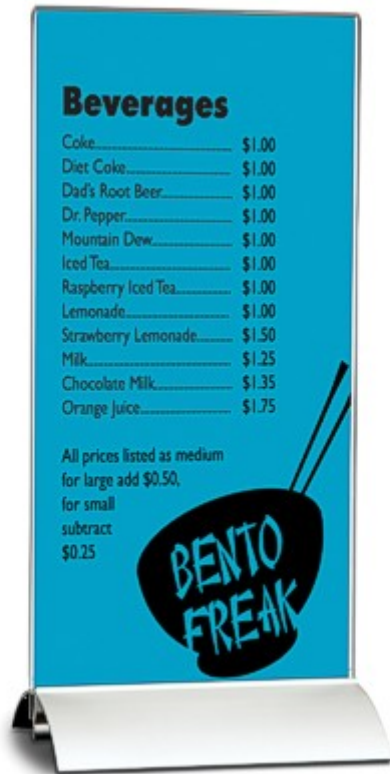 Beverages
Coke........................ $1.00
Diet Coke........................ $1.00
Dad's Root Beer........................ $1.00
Dr. Pepper........................ $1.00
Mountain Dew........................ $1.00
Iced Tea........................ $1.00
Raspberry Iced Tea........................ $1.00
Lemonade........................ $1.00
Strawberry Lemonade........................ $1.50
Milk........................ $1.25
Chocolate Milk........................ $1.35
Orange Juice........................ $1.75
All prices listed as medium
for large add $0.50,
for small
subtract
$0.25
BENTO
FREAK